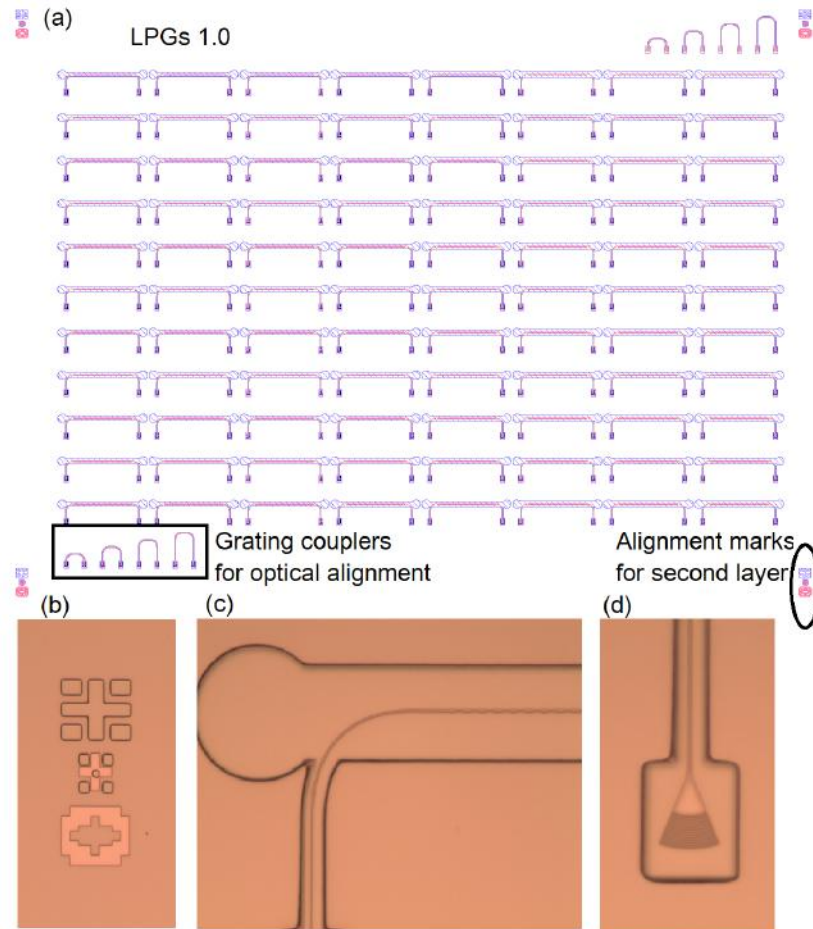 (a)
LPGs 1.0
Grating couplers
for optical alignment
Alignment marks
for second layer
(b)
(c)
(d)